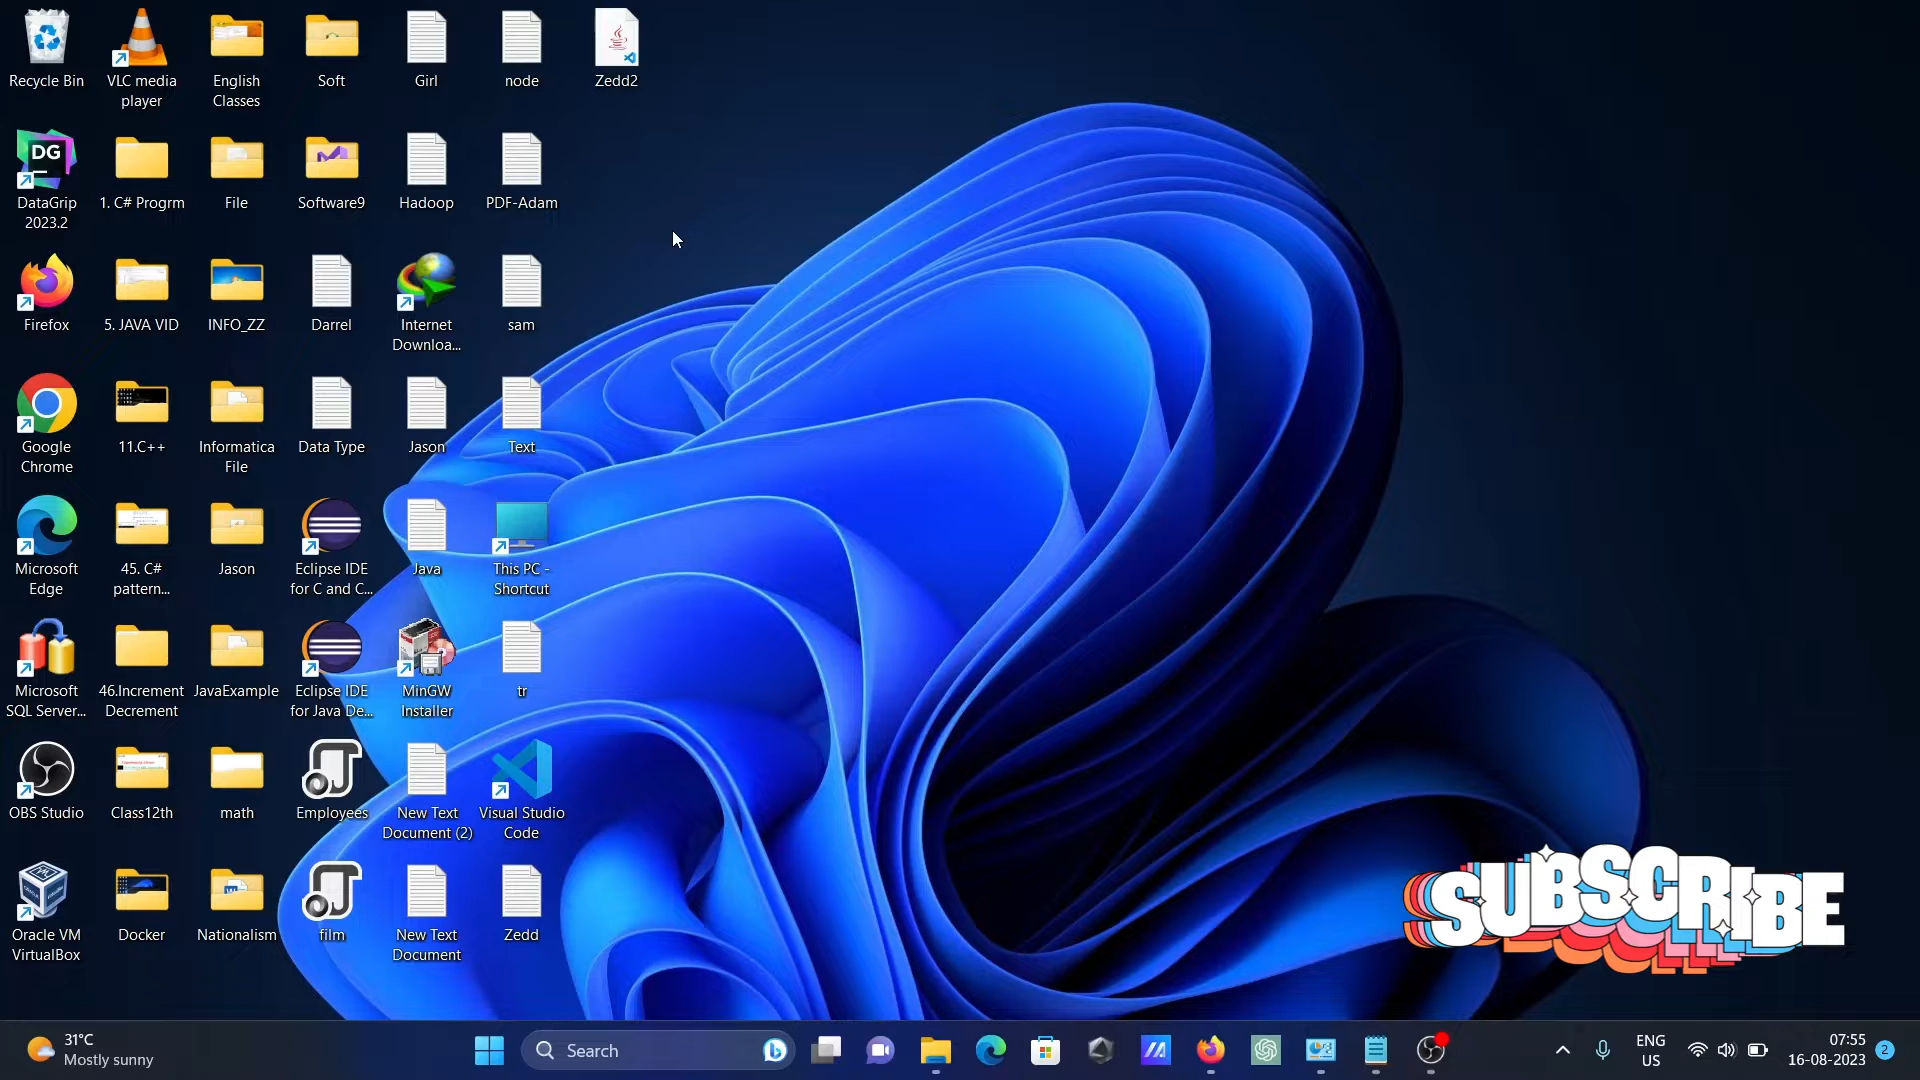 Recycle Bin
VLC media
player
English
Classes
Soft
Girl
node
Zedd2
DG
DataGrip
2023.2
1. C# Progrm
File
Software9
Hadoop
PDF-Adam
Firefox
5. JAVA VID
INFO_ZZ
Darrel
Internet
Downloa...
sam
Google
Chrome
11.C++
Informatica
File
Data Type
Jason
Text
Microsoft
Edge
45. C#
pattern...
Jason
Eclipse IDE
for C and C...
Java
This PC -
Shortcut
Microsoft
SQL Server...
46.Increment
Decrement
JavaExample
Eclipse IDE
for Java De...
MinGW
Installer
tr
OBS Studio
Class12th
math
Employees
New Text
Document (2)
Visual Studio
Code
Oracle VM
VirtualBox
Docker
Nationalism
film
New Text
Document
Zedd
SUBSCRIBE
31°C
Mostly sunny
Search
ENG
US
07:55
16-08-2023
2